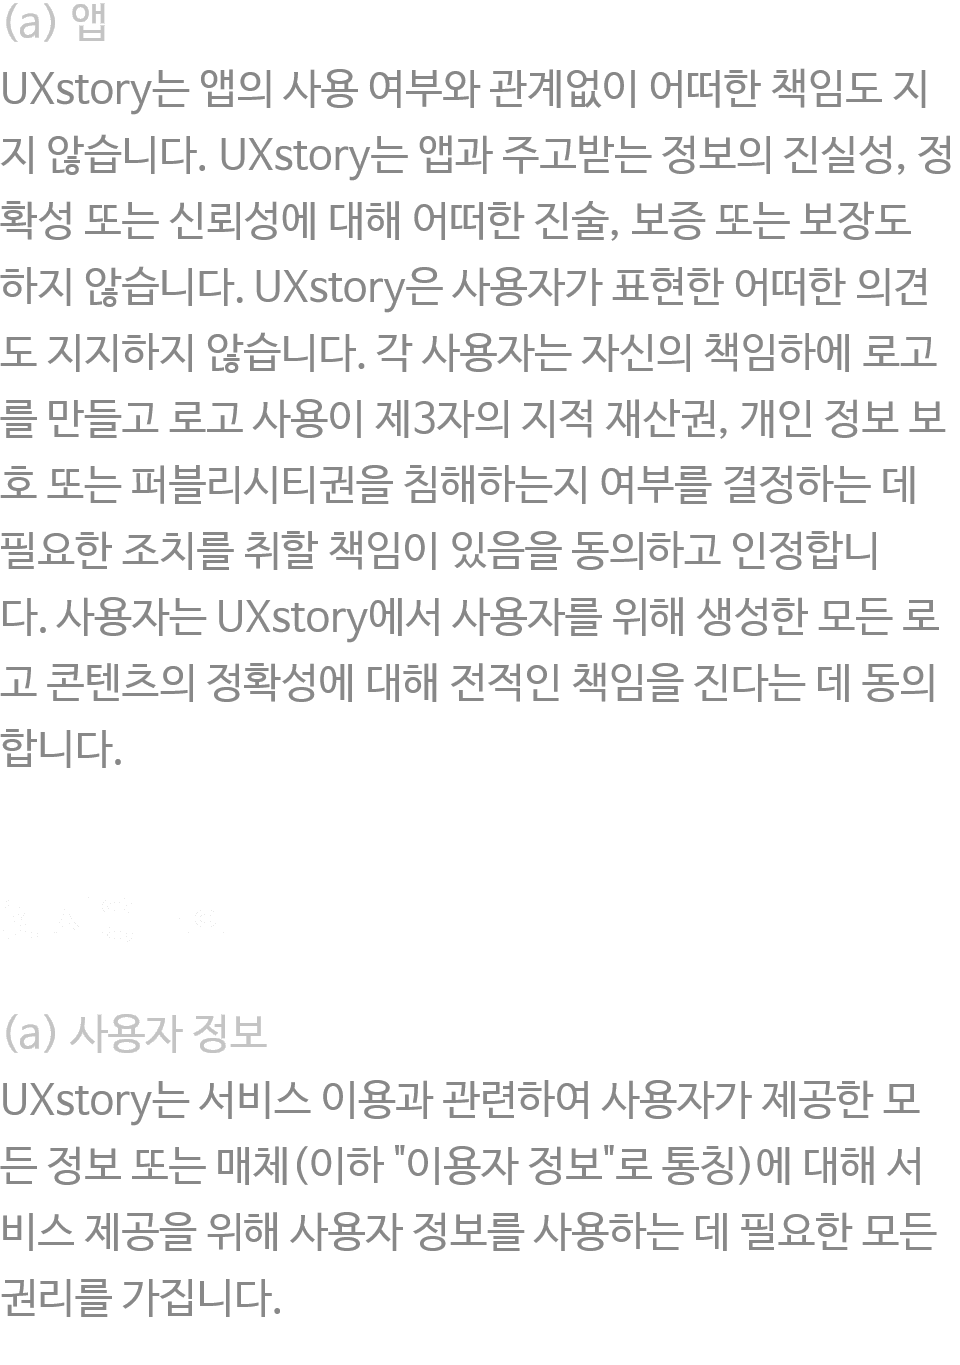 (a) 앱
UXstory는 앱의 사용 여부와 관계없이 어떠한 책임도 지
지 않습니다. UXstory는 앱과 주고받는 정보의 진실성, 정
확성 또는 신뢰성에 대해 어떠한 진술, 보증 또는 보장도
하지 않습니다. UXstory은 사용자가 표현한 어떠한 의견
도 지지하지 않습니다. 각 사용자는 자신의 책임하에 로고
를 만들고 로고 사용이 제3자의 지적 재산권, 개인 정보 보
호 또는 퍼블리시티권을 침해하는지 여부를 결정하는 데
필요한 조치를 취할 책임이 있음을 동의하고 인정합니
다. 사용자는 UXstory에서 사용자를 위해 생성한 모든 로
고 콘텐츠의 정확성에 대해 전적인 책임을 진다는 데 동의
합니다.
(a) 사용자 정보
UXstory는 서비스 이용과 관련하여 사용자가 제공한 모
든 정보 또는 매체(이하 "이용자 정보"로 통칭)에 대해 서
비스 제공을 위해 사용자 정보를 사용하는 데 필요한 모든
권리를 가집니다.